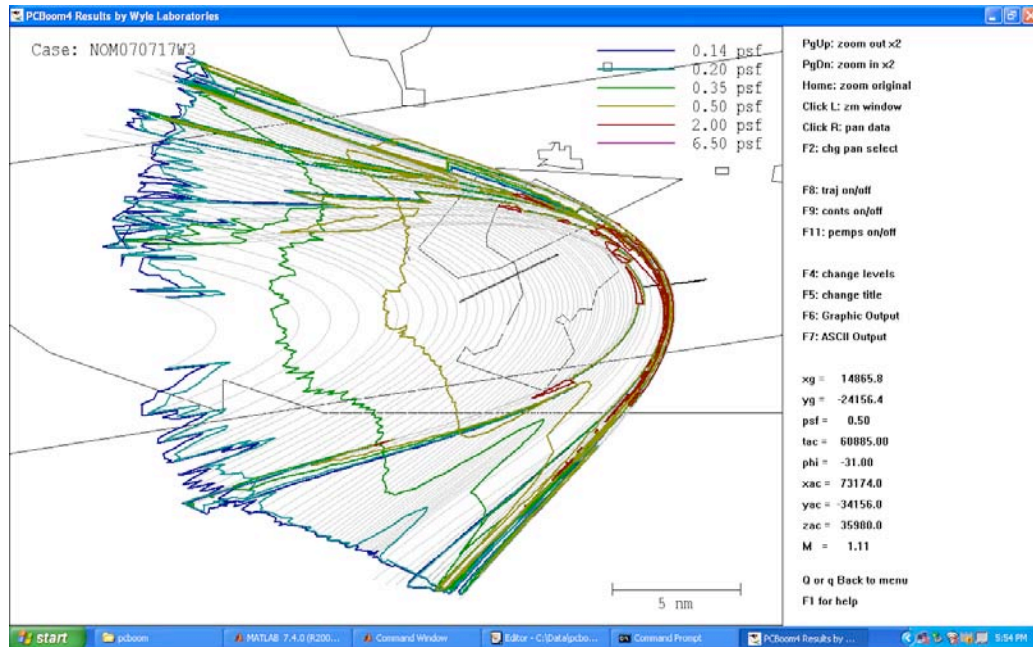 PCBoom4 Results by Wyle Laboratories
Case: NOM070717W3
0.14 psf
0.20 psf
0.35 psf
0.50 psf
2.00 psf
6.50 psf
5 nm
PgUp: zoom out x2
PgDn: zoom in x2
Home: zoom original
Click L: zm window
Click R: pan data
F2: chg pan select
F8: traj on/off
F9: conts on/off
F11: pemps on/off
F4: change levels
F5: change title
F6: Graphic Output
F7: ASCII Output
xg = 14865.8
yg = -24156.4
psf = 0.50
tac = 60885.00
phi = -31.00
xac = 73174.0
yac = -34156.0
zac = 35980.0
M = 1.11
Q or q Back to menu
F1 for help
start
pcboom
MATLAB 7.4.0 (R200...
Command Window
Editor - C:\Data\pcbo...
Command Prompt
PCBoom4 Results by ...
5:54 PM